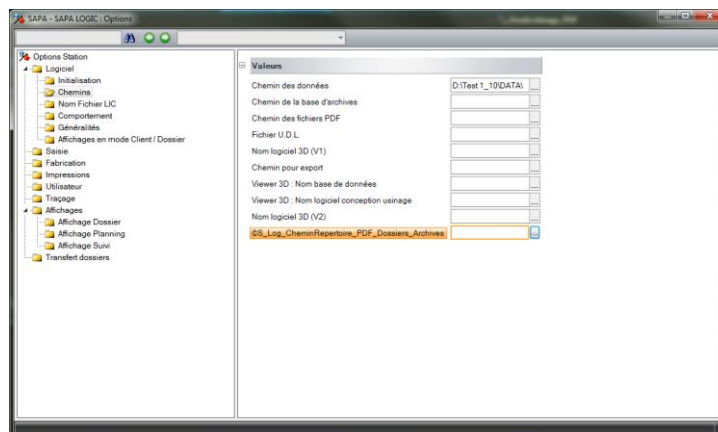 SAPA - SAPA LOGIC : Options
Options Station
Logiciel
Initialisation
Chemins
Nom Fichier LIC
Comportement
Généralités
Affichages en mode Client / Dossier
Saisie
Fabrication
Impressions
Utilisateur
Traçage
Affichages
Affichage Dossier
Affichage Planning
Affichage Suivi
Transfert dossiers
Valeurs
Chemin des données D:\Test 1_10\DATA\ ...
Chemin de la base d'archives ...
Chemin des fichiers PDF ...
Fichier U.D.L. ...
Nom logiciel 3D (V1) ...
Chemin pour export ...
Viewer 3D : Nom base de données ...
Viewer 3D : Nom logiciel conception usinage ...
Nom logiciel 3D (V2) ...
©S_Log_CheminRepertoire_PDF_Dossiers_Archives ...